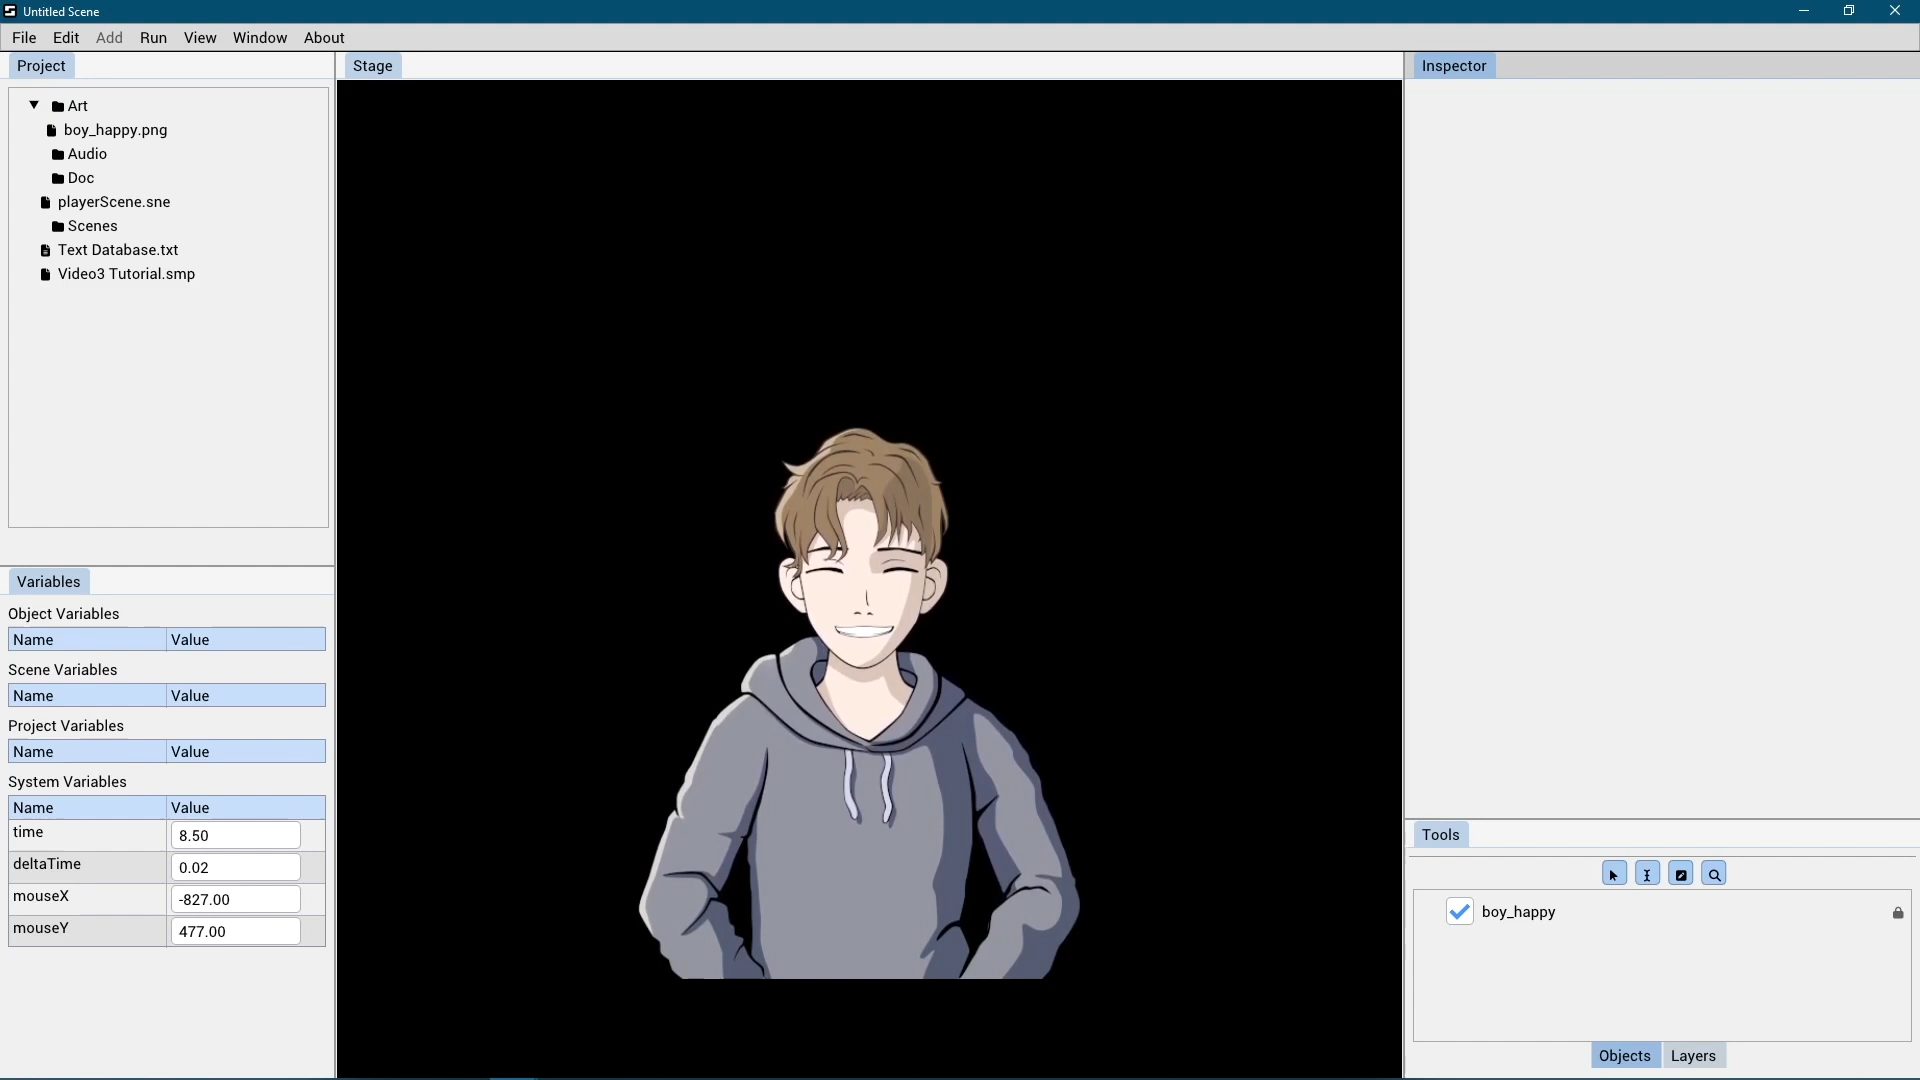 Untitled Scene
File Edit Add Run View Window About
Project
Art
boy_happy.png
Audio
Doc
playerScene.sne
Scenes
Text Database.txt
Video3 Tutorial.smp
Variables
Object Variables
Name Value
Scene Variables
Name Value
Project Variables
Name Value
System Variables
Name Value
time 8.50
deltaTime 0.02
mouseX -827.00
mouseY 477.00
Stage
Inspector
Tools
boy_happy
Objects Layers